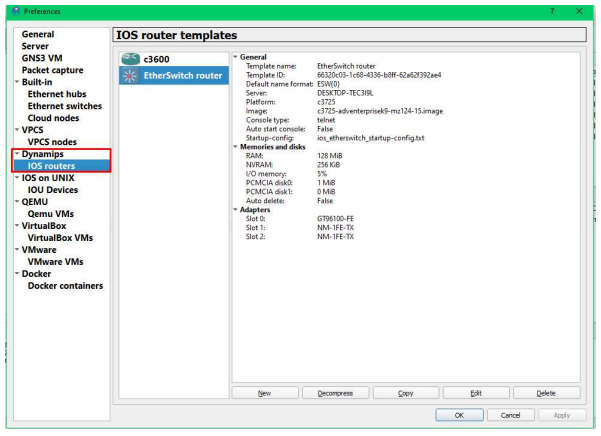 Preferences
? ×
General
Server
GNS3 VM
Packet capture
Built-in
Ethernet hubs
Ethernet switches
Cloud nodes
VPCS
VPCS nodes
Dynamips
IOS routers
IOS on UNIX
IOU Devices
QEMU
Qemu VMs
VirtualBox
VirtualBox VMs
VMware
VMware VMs
Docker
Docker containers
IOS router templates
c3600
EtherSwitch router
General
Template name: EtherSwitch router
Template ID: 66320c03-1c68-4336-b8ff-62a62f392ae4
Default name format: ESW{0}
Server: DESKTOP-TEC3I9L
Platform: c3725
Image: c3725-adventerprisek9-mz124-15.image
Console type: telnet
Auto start console: False
Startup-config: ios_etherswitch_startup-config.txt
Memories and disks
RAM: 128 MiB
NVRAM: 256 KiB
I/O memory: 5%
PCMCIA disk0: 1 MiB
PCMCIA disk1: 0 MiB
Auto delete: False
Adapters
Slot 0: GT96100-FE
Slot 1: NM-1FE-TX
Slot 2: NM-1FE-TX
New Decompress Copy Edit Delete
OK Cancel Apply